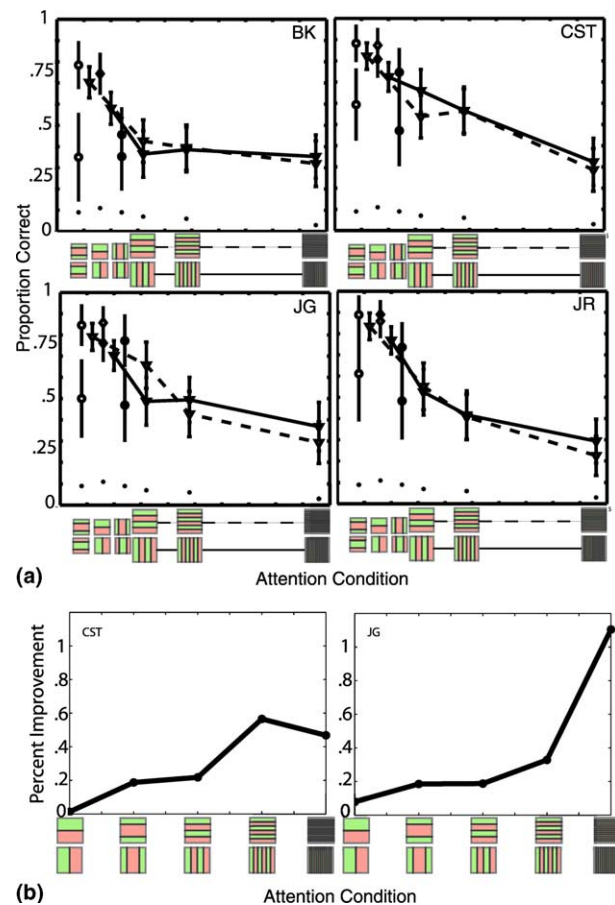 BK
CST
1
.75
.5
.25
0
Proportion Correct
JG
JR
1
.75
.5
.25
0
(a)
Attention Condition
CST
JG
1
.8
.6
.4
.2
0
1
.8
.6
.4
.2
0
Percent Improvement
(b)
Attention Condition